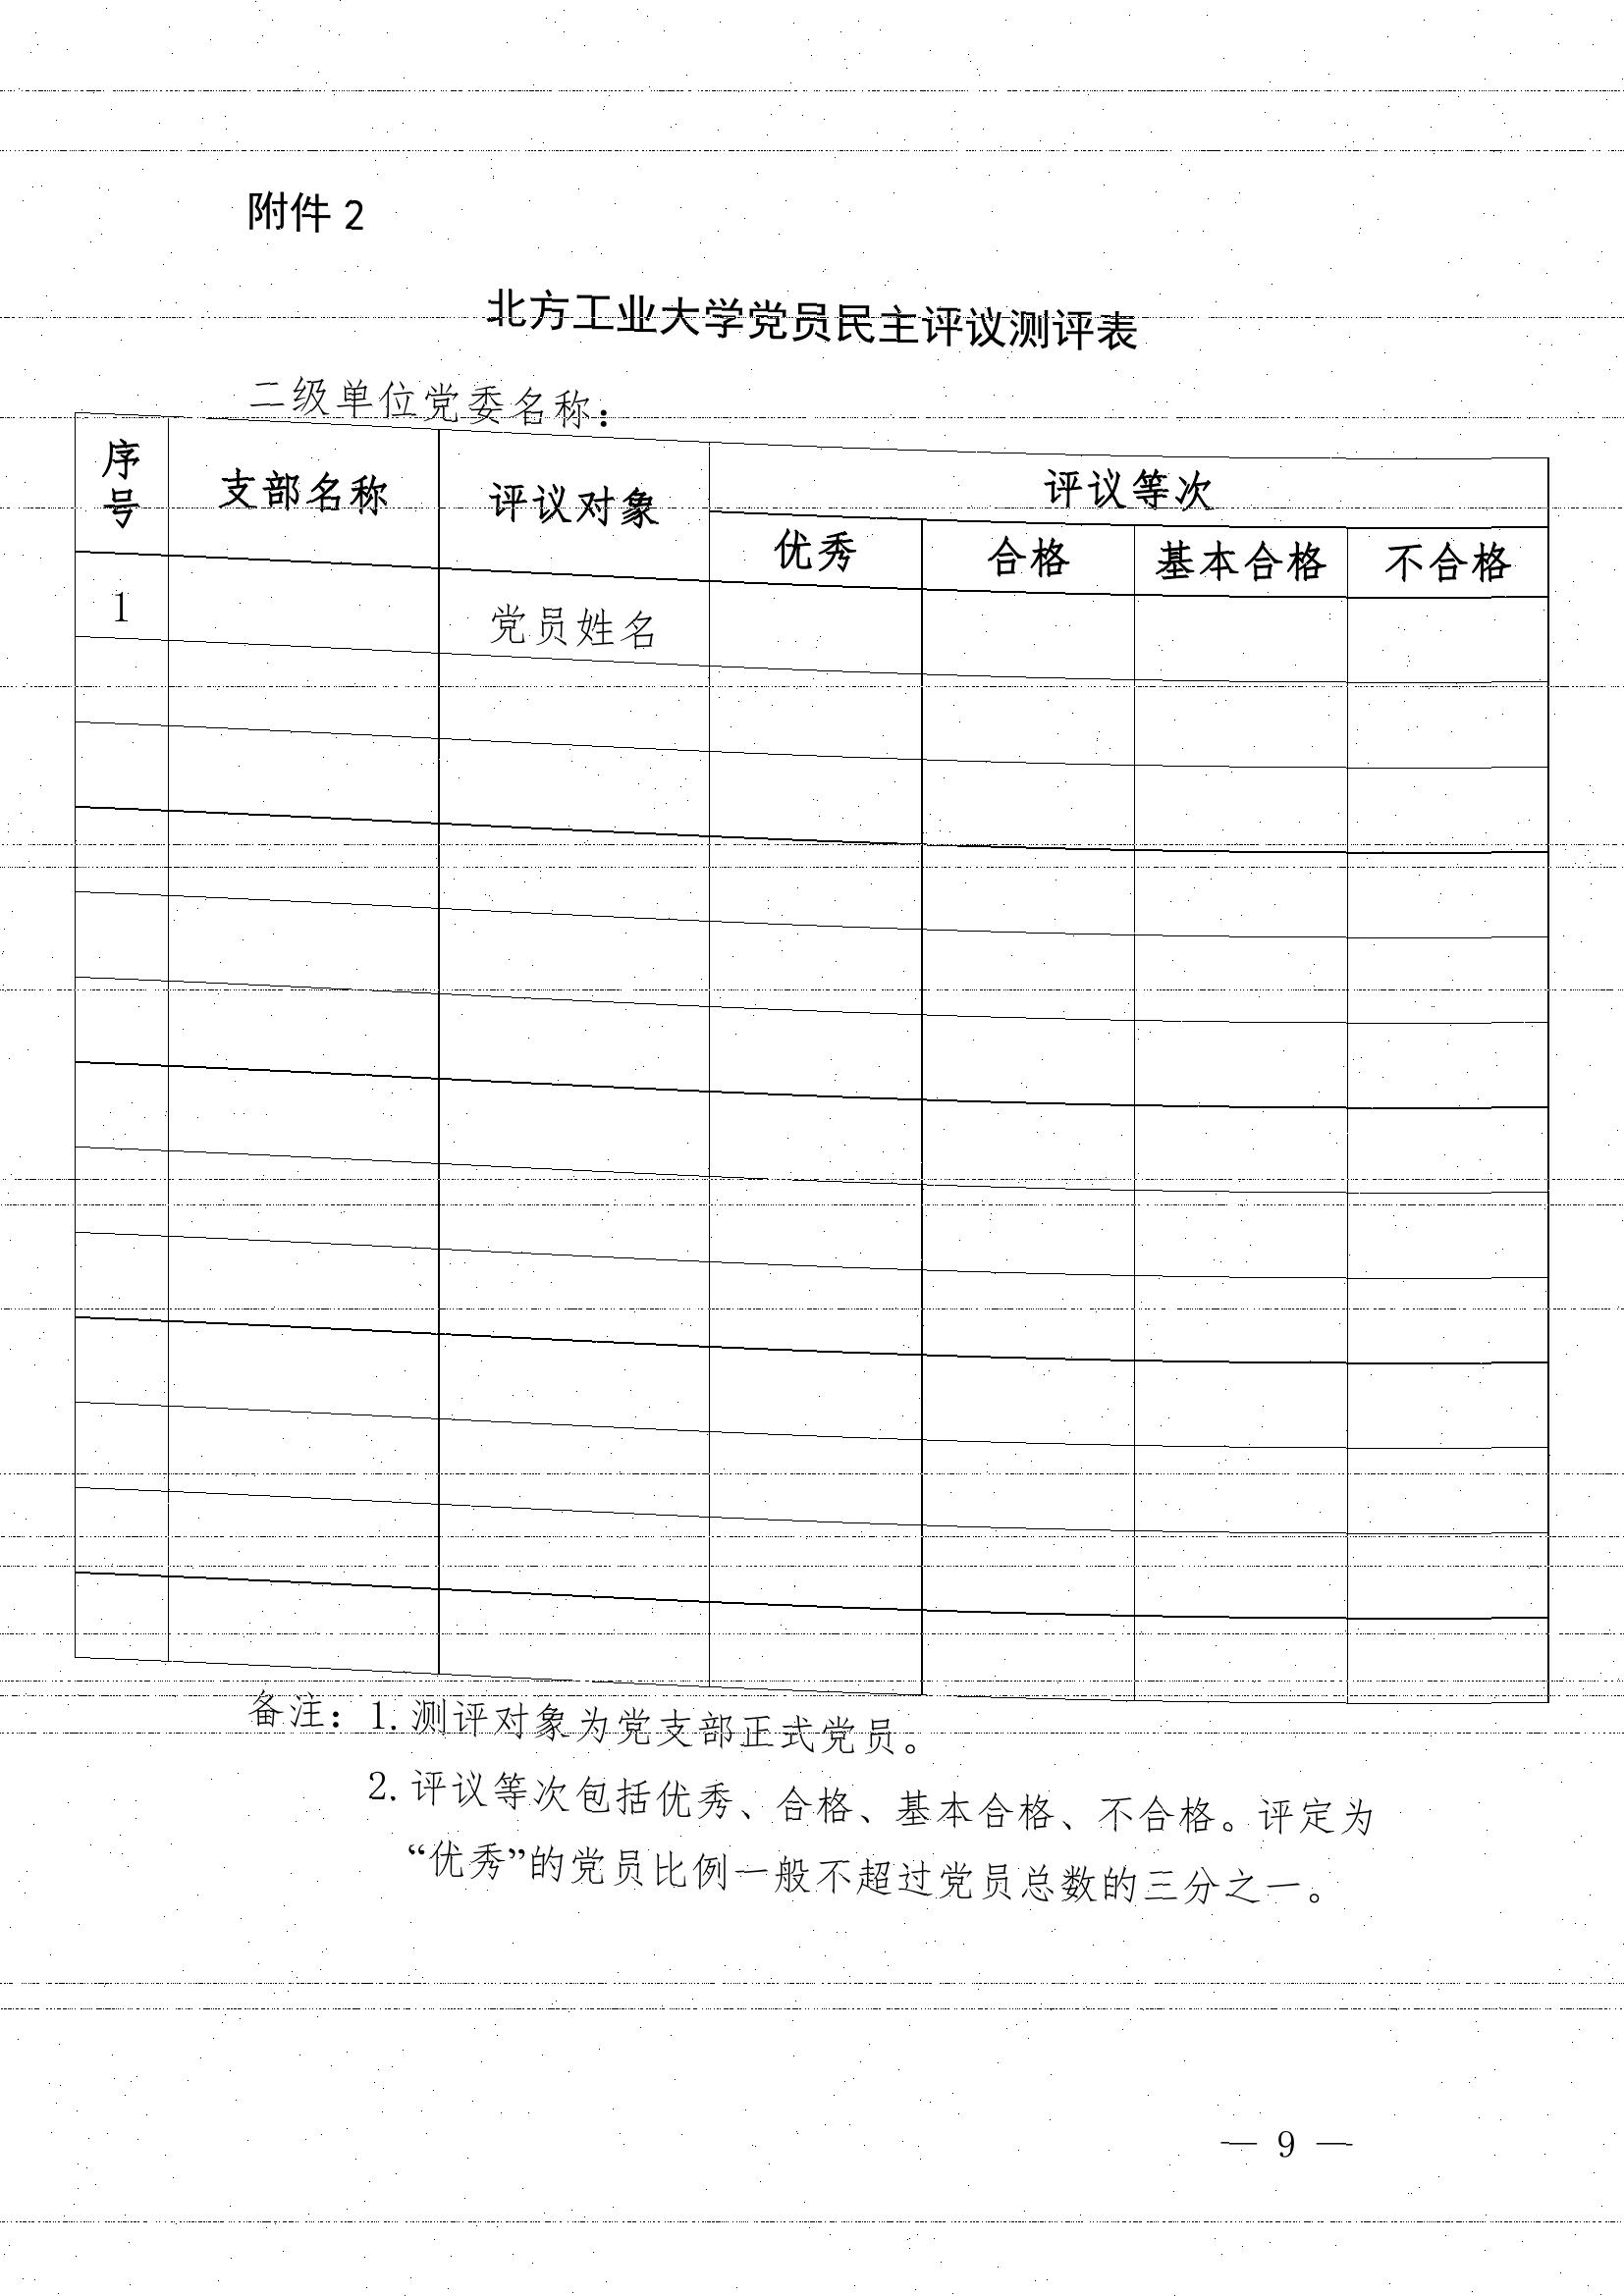 附件 2
北方工业大学党员民主评议测评表
二级单位党委名称：
序号 支部名称 评议对象 评议等次
优秀 合格 基本合格 不合格
1 党员姓名
备注：1. 测评对象为党支部正式党员。
2. 评议等次包括优秀、合格、基本合格、不合格。评定为
“优秀”的党员比例一般不超过党员总数的三分之一。
— 9 —